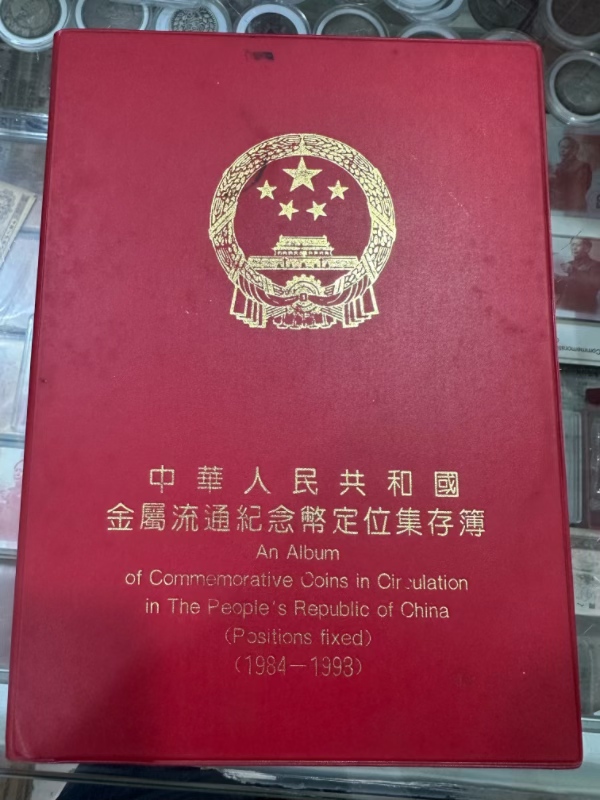 中華人民共和國
金屬流通紀念幣定位集存簿
An Album
of Commemorative Coins in Circulation
in The People's Republic of China
(Positions fixed)
(1984—1993)